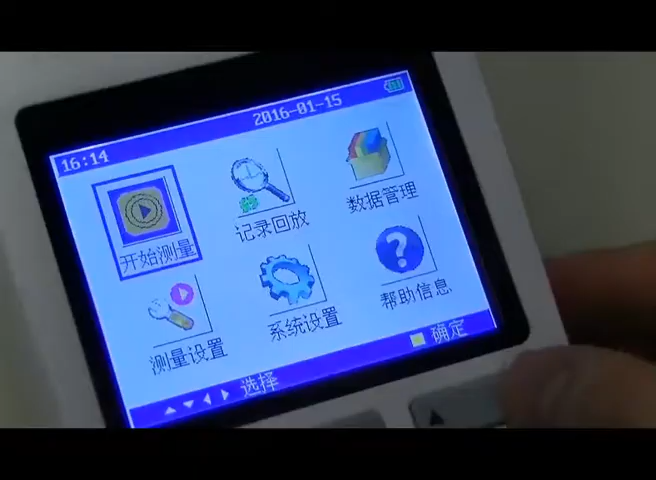 16:14 2016-01-15
开始测量 记录回放 数据管理
测量设置 系统设置 帮助信息
选择 确定